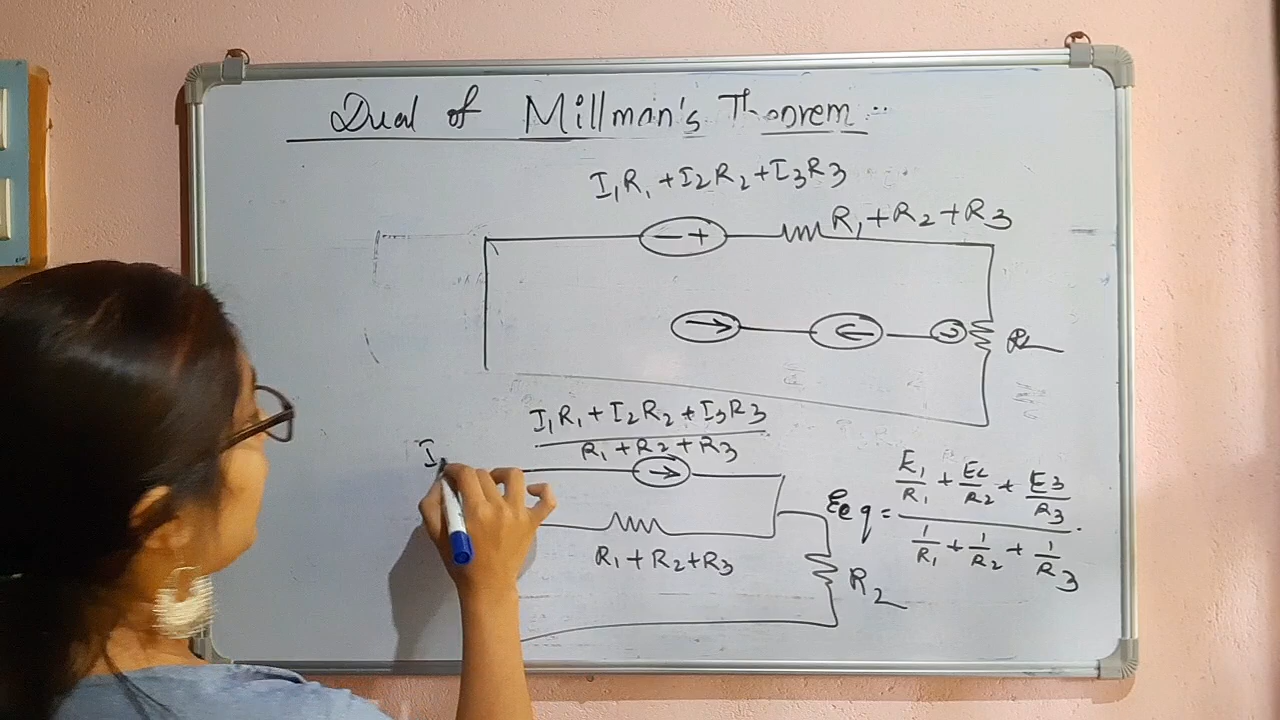 Dual of Millman's Theorem
I₁R₁ + I₂R₂ + I₃R₃
- +
R₁ + R₂ + R₃
RL
I₁R₁ + I₂R₂ + I₃R₃
R₁ + R₂ + R₃
I
R₁ + R₂ + R₃
R₂
Eeq = E₁/R₁ + E₂/R₂ + E₃/R₃
1/R₁ + 1/R₂ + 1/R₃